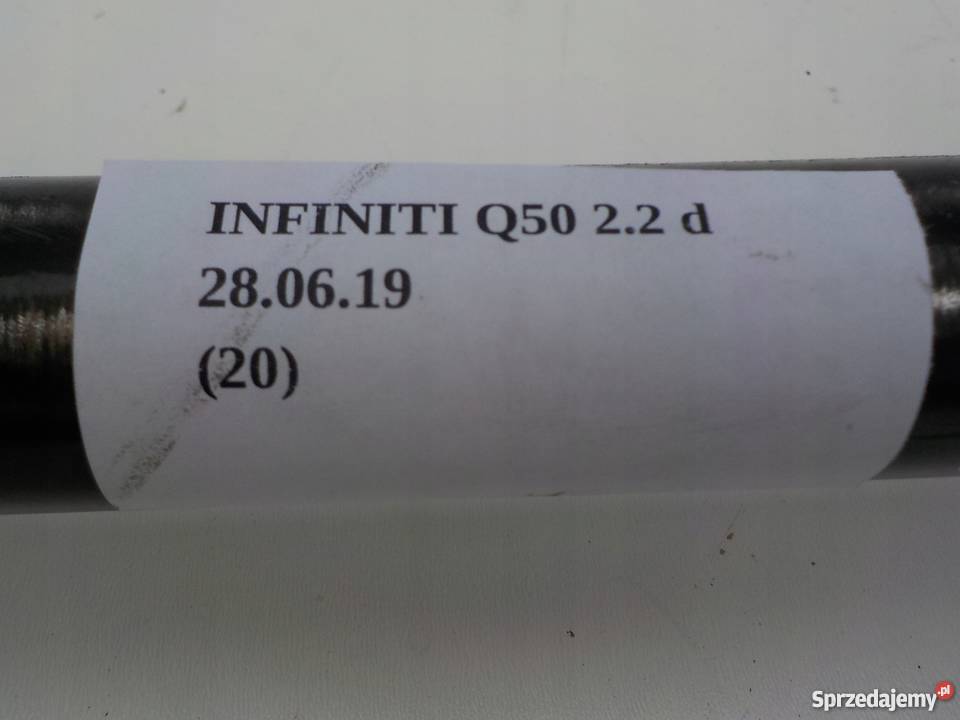 INFINITI Q50 2.2 d
28.06.19
(20)
Sprzedajemy.pl